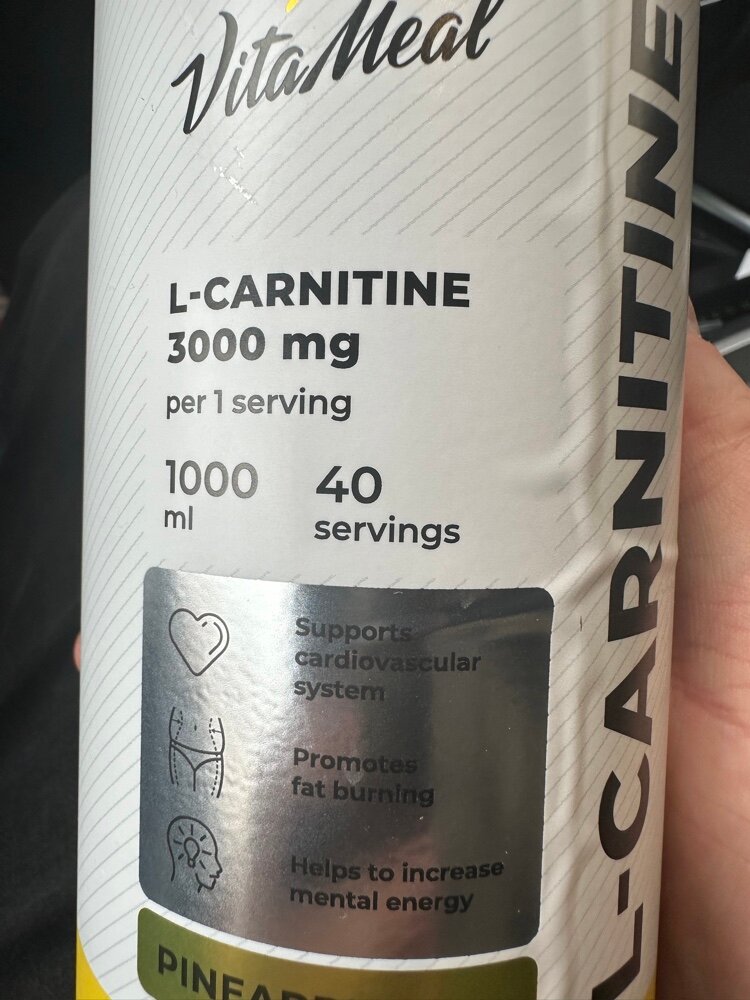 VitaMeal
L-CARNITINE
3000 mg
per 1 serving
1000 40
ml servings
Supports
cardiovascular
system
Promotes
fat burning
Helps to increase
mental energy
L-CARNITINE